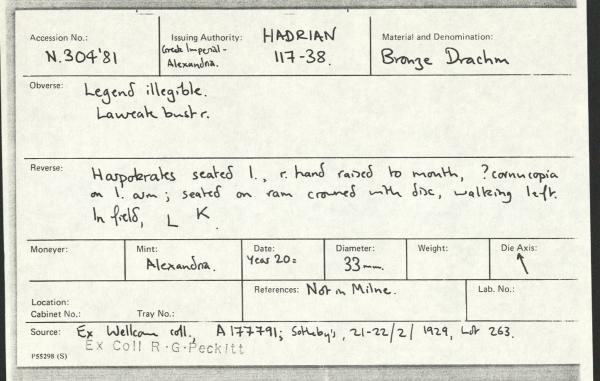 Accession No.: N.304'81
Issuing Authority: HADRIAN
Greek Imperial - Alexandria. 117-38.
Material and Denomination: Bronze Drachm
Obverse: Legend illegible.
Laureate bust r.
Reverse: Harpokrates seated l., r. hand raised to mouth, ? cornucopia
on l. arm; seated on ram crowned with disc, walking left.
In field, L K
Moneyer:
Mint: Alexandria.
Date: Year 20=
Diameter: 33mm.
Weight:
Die Axis: ↖
Location:
Cabinet No.: Tray No.:
References: Not in Milne.
Lab. No.:
Source: Ex Wellcome coll., A177791; Sotheby's, 21-22/2/1929, Lot 263.
Ex Coll R.G.Peckitt
P55298 (S)